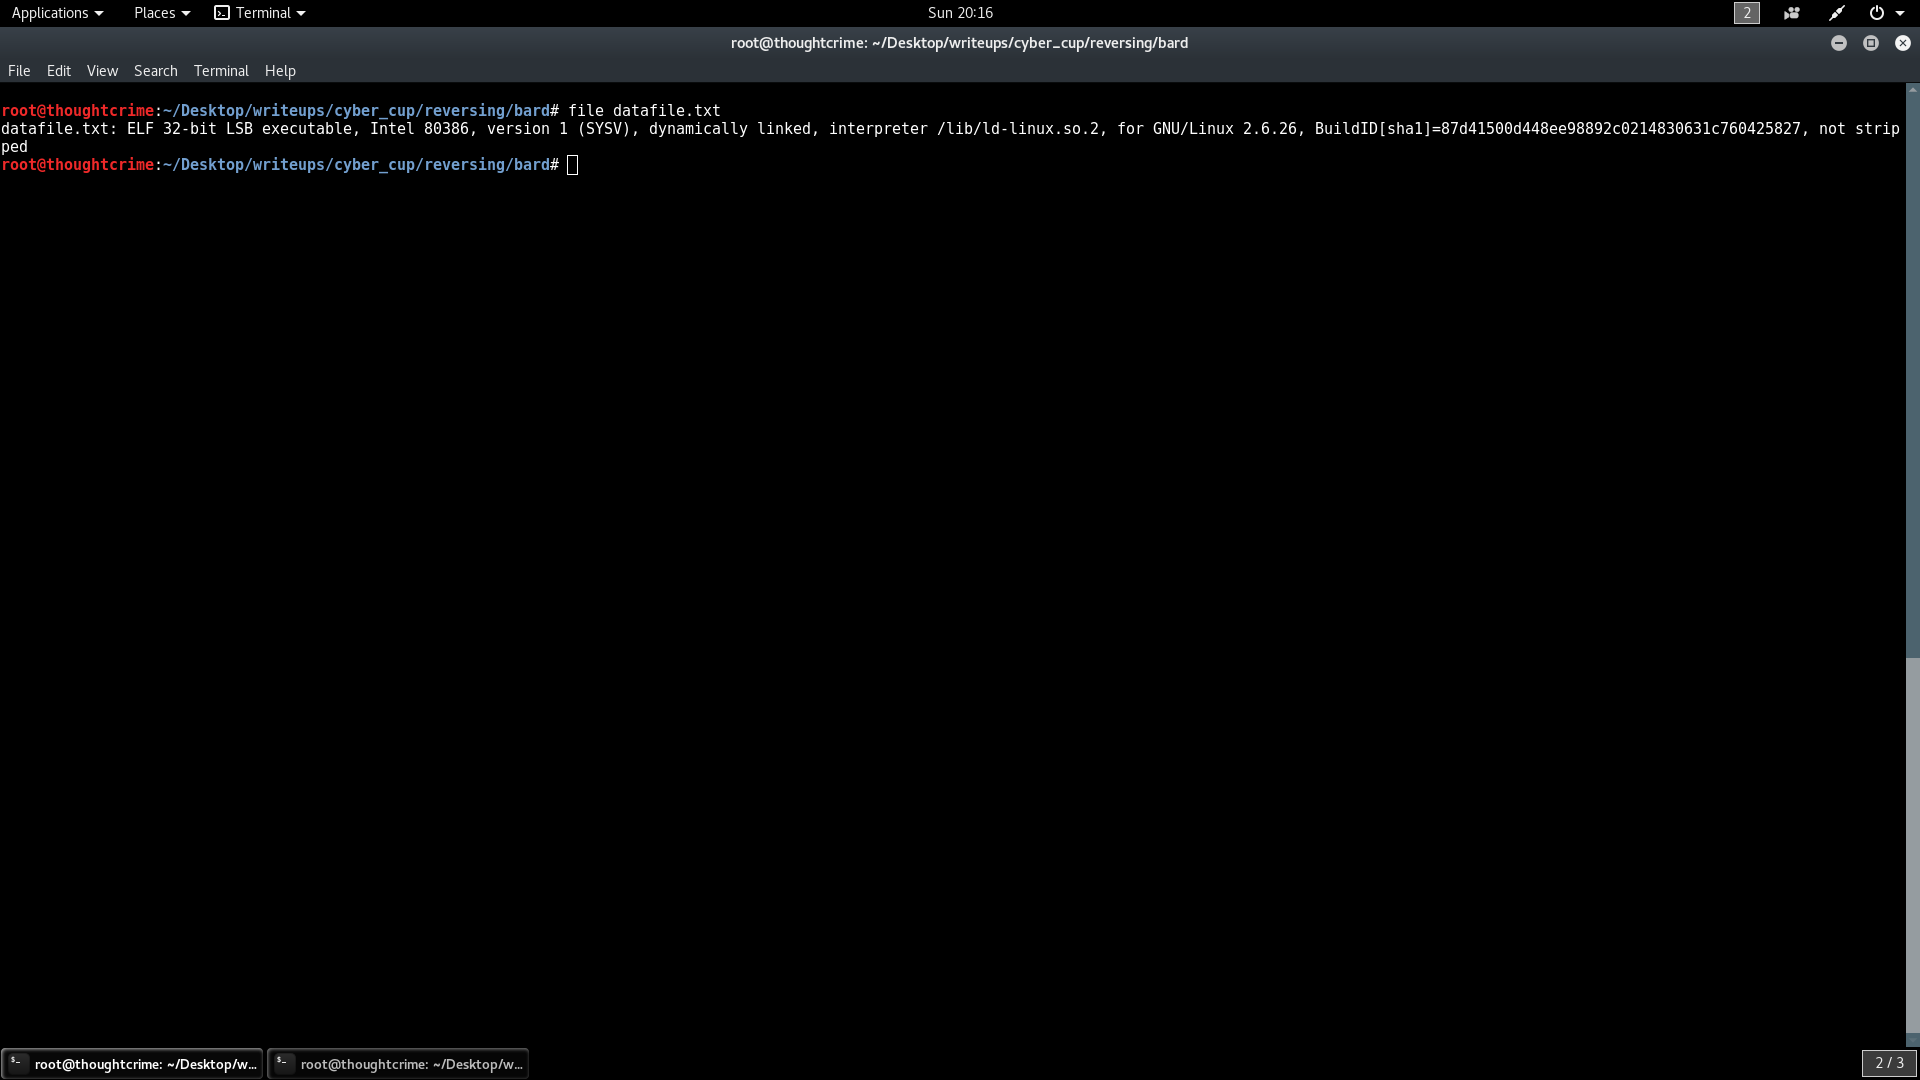 Applications Places Terminal Sun 20:16 2
root@thoughtcrime: ~/Desktop/writeups/cyber_cup/reversing/bard
File Edit View Search Terminal Help
root@thoughtcrime:~/Desktop/writeups/cyber_cup/reversing/bard# file datafile.txt
datafile.txt: ELF 32-bit LSB executable, Intel 80386, version 1 (SYSV), dynamically linked, interpreter /lib/ld-linux.so.2, for GNU/Linux 2.6.26, BuildID[sha1]=87d41500d448ee98892c0214830631c760425827, not strip
ped
root@thoughtcrime:~/Desktop/writeups/cyber_cup/reversing/bard#
root@thoughtcrime: ~/Desktop/w... root@thoughtcrime: ~/Desktop/w... 2 / 3